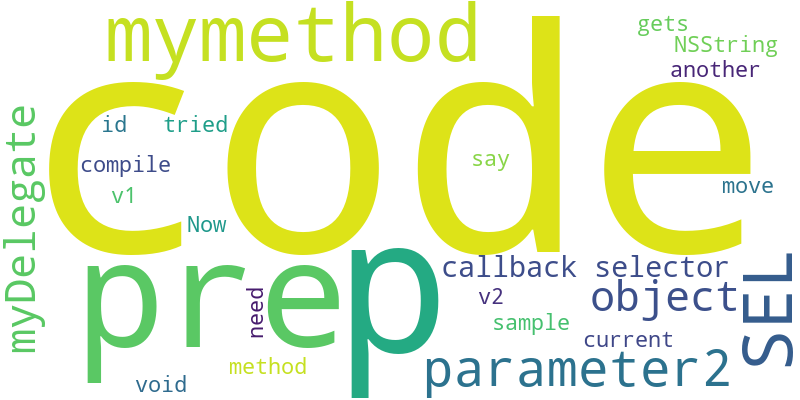 mymethod
gets
NSString
another
code
myDelegate
id
tried
compile
say
v1
move
Now
pre
p
callback selector
SEL
object
need
v2
sample
current
method
parameter2
void